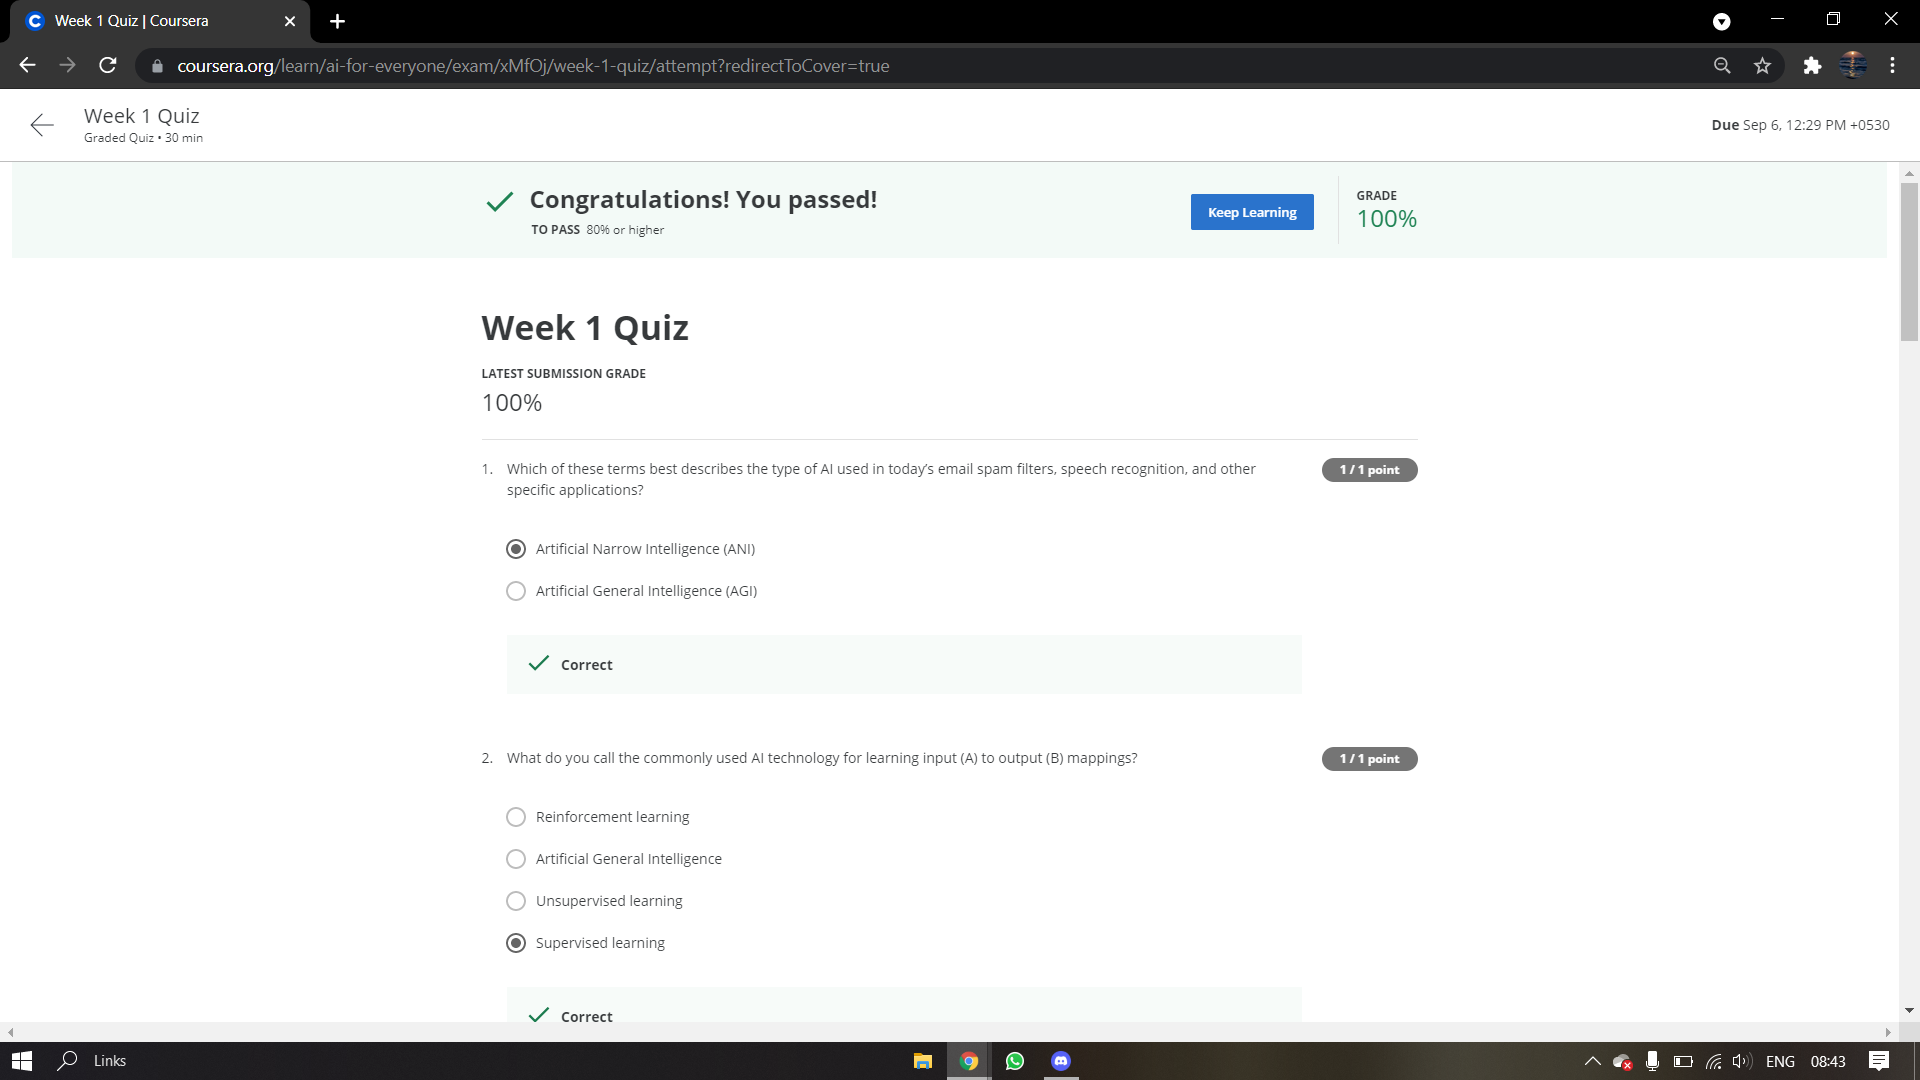 Week 1 Quiz | Coursera
coursera.org/learn/ai-for-everyone/exam/xMfOj/week-1-quiz/attempt?redirectToCover=true
Week 1 Quiz
Graded Quiz • 30 min
Due Sep 6, 12:29 PM +0530
Congratulations! You passed!
TO PASS 80% or higher
Keep Learning
GRADE
100%
Week 1 Quiz
LATEST SUBMISSION GRADE
100%
1. Which of these terms best describes the type of AI used in today’s email spam filters, speech recognition, and other
specific applications?
1 / 1 point
Artificial Narrow Intelligence (ANI)
Artificial General Intelligence (AGI)
Correct
2. What do you call the commonly used AI technology for learning input (A) to output (B) mappings?
1 / 1 point
Reinforcement learning
Artificial General Intelligence
Unsupervised learning
Supervised learning
Correct
Links
ENG
08:43